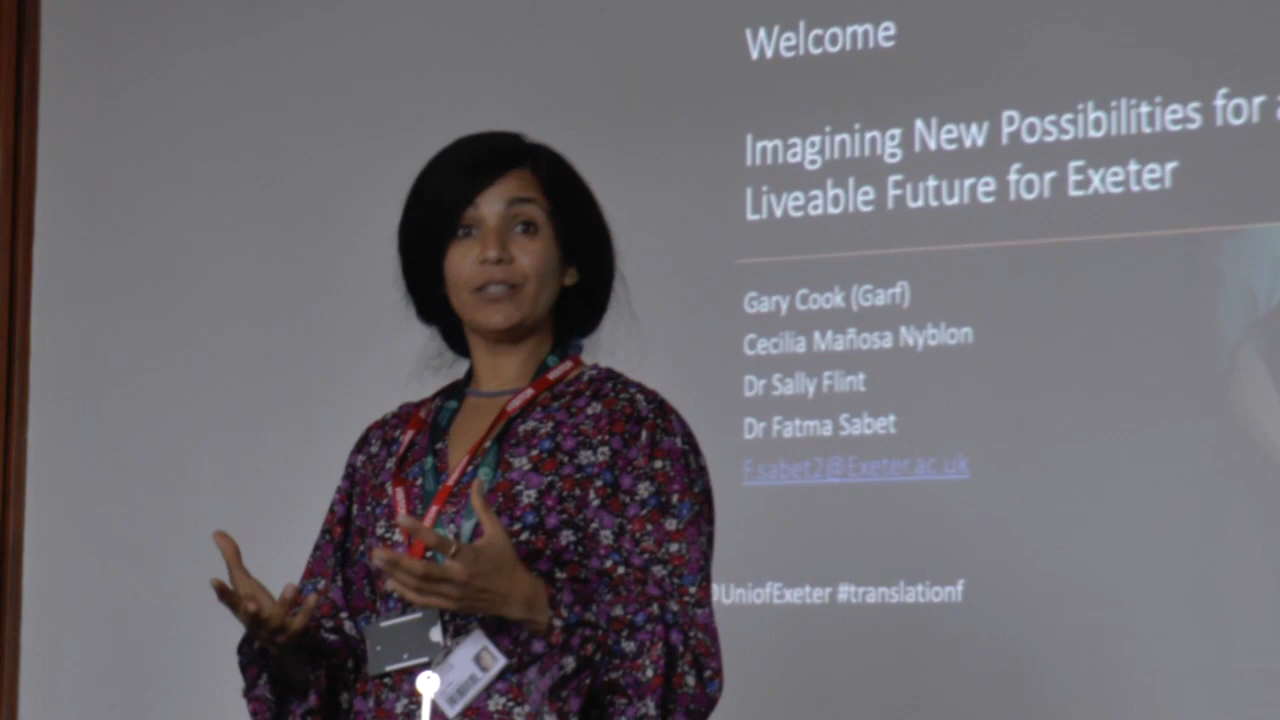 Welcome
Imagining New Possibilities for a
Liveable Future for Exeter
Gary Cook (Garf)
Cecilia Mañosa Nyblon
Dr Sally Flint
Dr Fatma Sabet
F.sabet2@Exeter.ac.uk
@UniofExeter #translationf